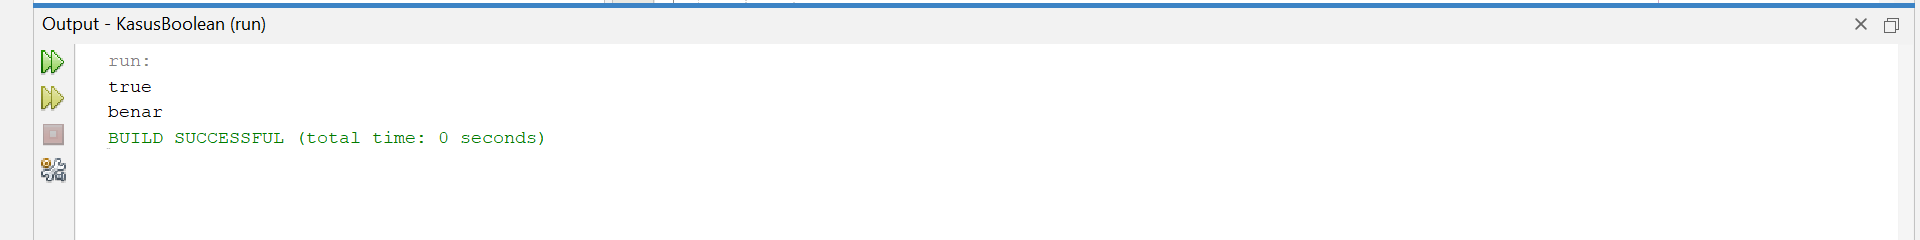 Output - KasusBoolean (run)
run:
true
benar
BUILD SUCCESSFUL (total time: 0 seconds)